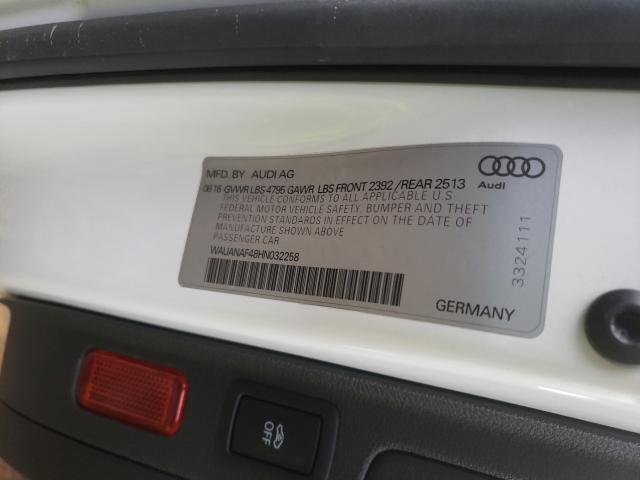 MFD. BY AUDI AG
08 16 GVWR LBS 4795 GAWR LBS FRONT 2392 / REAR 2513
THIS VEHICLE CONFORMS TO ALL APPLICABLE U.S.
FEDERAL MOTOR VEHICLE SAFETY, BUMPER AND THEFT
PREVENTION STANDARDS IN EFFECT ON THE DATE OF
MANUFACTURE SHOWN ABOVE
PASSENGER CAR
WAUANAF48HN032258
Audi
3324111
GERMANY
OFF